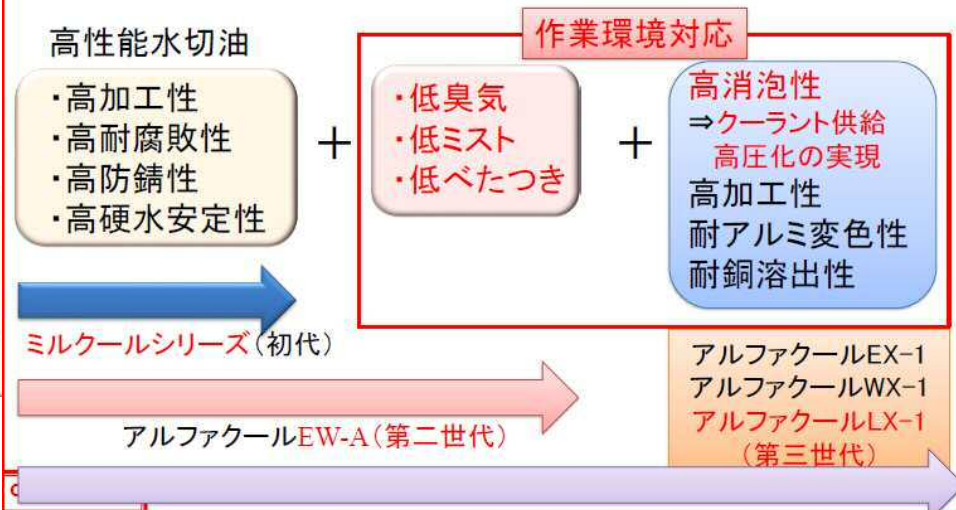 作業環境対応
高性能水切油
・高加工性
・高耐腐敗性
・高防錆性
・高硬水安定性
＋
・低臭気
・低ミスト
・低べたつき
＋
高消泡性
⇒クーラント供給
高圧化の実現
高加工性
耐アルミ変色性
耐銅溶出性
ミルクールシリーズ(初代)
アルファクールEW-A(第二世代)
アルファクールEX-1
アルファクールWX-1
アルファクールLX-1
(第三世代)